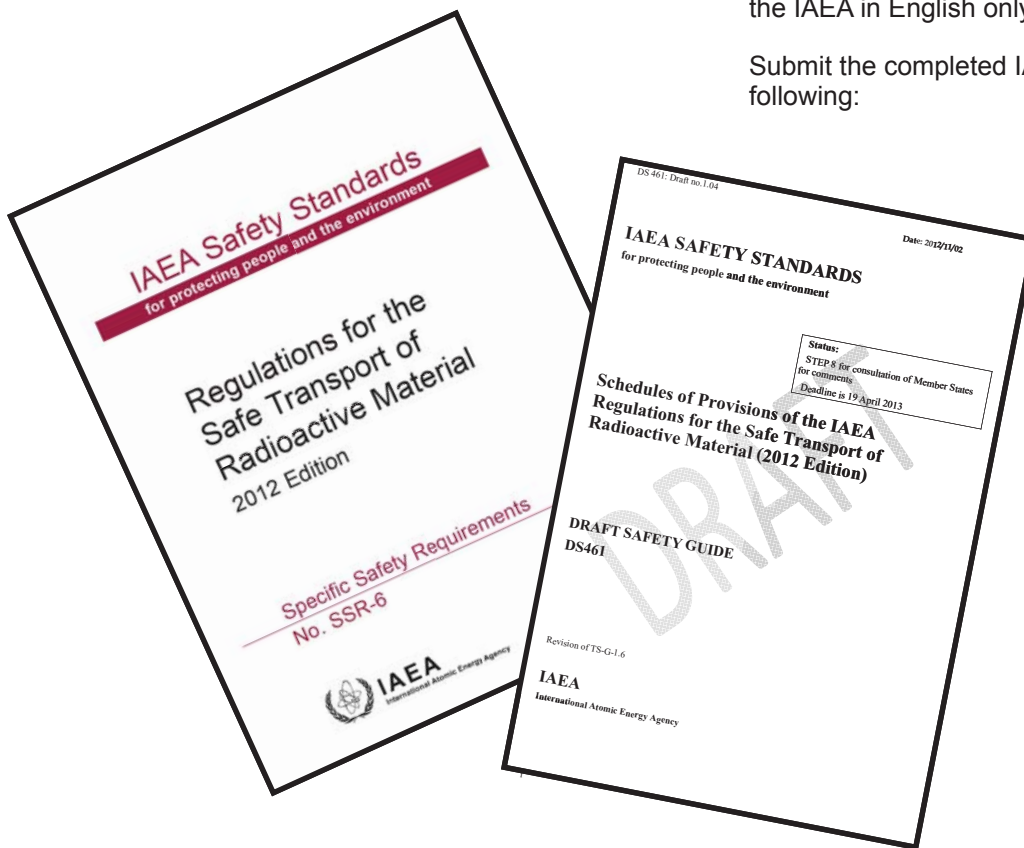 the IAEA in English only
Submit the completed IA
following:
IAEA Safety Standards
for protecting people and the environment
Regulations for the
Safe Transport of
Radioactive Material
2012 Edition
Specific Safety Requirements
No. SSR-6
IAEA
International Atomic Energy Agency
DS 461: Draft no.1.04
Date: 2012/11/02
IAEA SAFETY STANDARDS
for protecting people and the environment
Status:
STEP 8 for consultation of Member States
for comments
Deadline is 19 April 2013
Schedules of Provisions of the IAEA
Regulations for the Safe Transport of
Radioactive Material (2012 Edition)
DRAFT
DRAFT SAFETY GUIDE
DS461
Revision of TS-G-1.6
IAEA
International Atomic Energy Agency